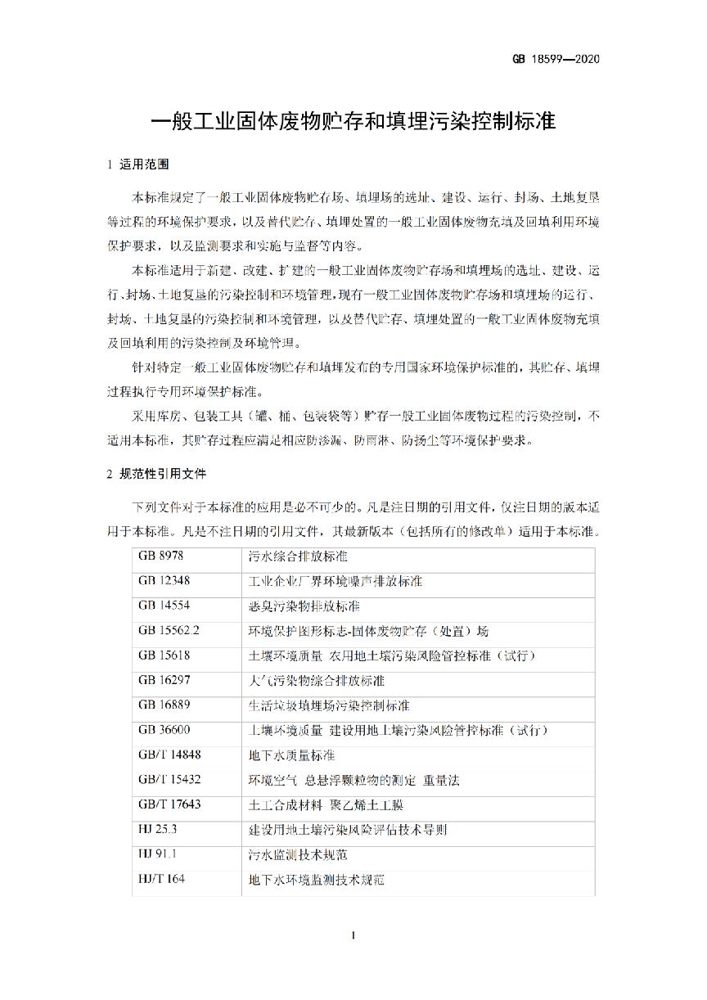 GB 18599—2020
一般工业固体废物贮存和填埋污染控制标准
1 适用范围
本标准规定了一般工业固体废物贮存场、填埋场的选址、建设、运行、封场、土地复垦
等过程的环境保护要求，以及替代贮存、填埋处置的一般工业固体废物充填及回填利用环境
保护要求，以及监测要求和实施与监督等内容。
本标准适用于新建、改建、扩建的一般工业固体废物贮存场和填埋场的选址、建设、运
行、封场、土地复垦的污染控制和环境管理，现有一般工业固体废物贮存场和填埋场的运行、
封场、土地复垦的污染控制和环境管理，以及替代贮存、填埋处置的一般工业固体废物充填
及回填利用的污染控制及环境管理。
针对特定一般工业固体废物贮存和填埋发布的专用国家环境保护标准的，其贮存、填埋
过程执行专用环境保护标准。
采用库房、包装工具（罐、桶、包装袋等）贮存一般工业固体废物过程的污染控制，不
适用本标准，其贮存过程应满足相应防渗漏、防雨淋、防扬尘等环境保护要求。
2 规范性引用文件
下列文件对于本标准的应用是必不可少的。凡是注日期的引用文件，仅注日期的版本适
用于本标准。凡是不注日期的引用文件，其最新版本（包括所有的修改单）适用于本标准。
GB 8978 污水综合排放标准
GB 12348 工业企业厂界环境噪声排放标准
GB 14554 恶臭污染物排放标准
GB 15562.2 环境保护图形标志-固体废物贮存（处置）场
GB 15618 土壤环境质量 农用地土壤污染风险管控标准（试行）
GB 16297 大气污染物综合排放标准
GB 16889 生活垃圾填埋场污染控制标准
GB 36600 土壤环境质量 建设用地土壤污染风险管控标准（试行）
GB/T 14848 地下水质量标准
GB/T 15432 环境空气 总悬浮颗粒物的测定 重量法
GB/T 17643 土工合成材料 聚乙烯土工膜
HJ 25.3 建设用地土壤污染风险评估技术导则
HJ 91.1 污水监测技术规范
HJ/T 164 地下水环境监测技术规范
1